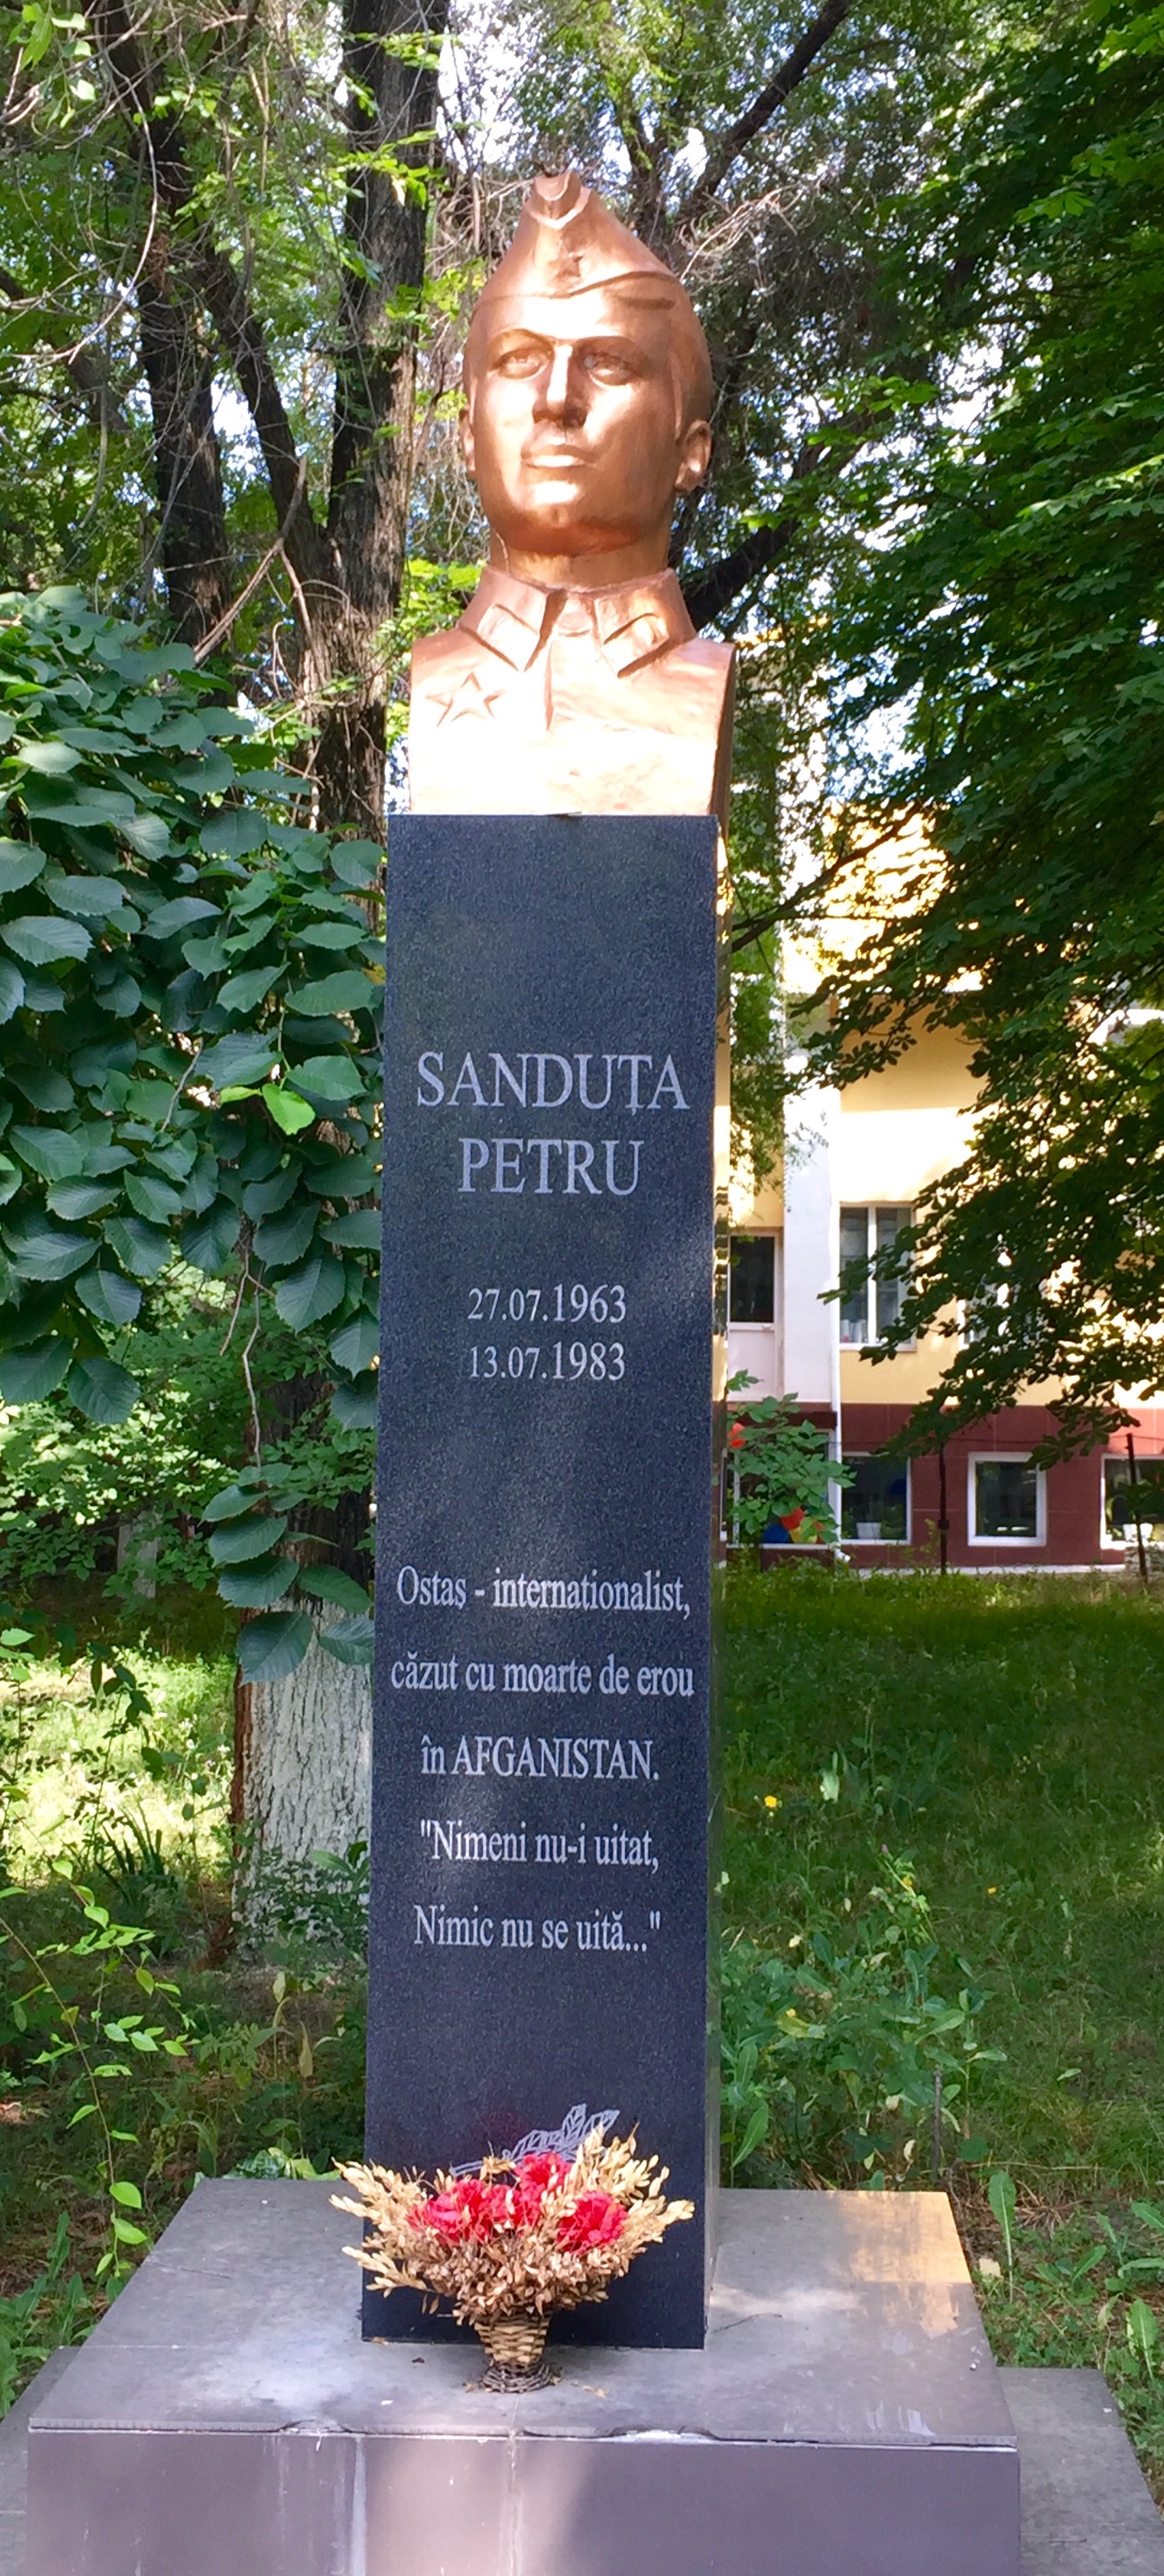 SANDUȚA
PETRU
27.07.1963
13.07.1983
Ostaș - internaționalist,
căzut cu moarte de erou
în AFGANISTAN.
"Nimeni nu-i uitat,
Nimic nu se uită..."